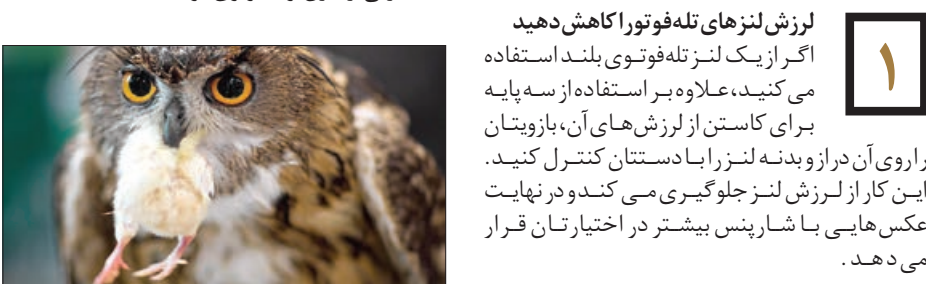 ۱
لرزش لنزهای تله‌فوتو را کاهش دهید
اگر از یک لنز تله‌فوتوی بلند استفاده
می‌کنید، علاوه بر استفاده از سه پایه
برای کاستن از لرزش‌های آن، بازویتان
را روی آن دراز و بدنه لنز را با دستتان کنترل کنید.
این کار از لرزش لنز جلوگیری می‌کند و در نهایت
عکس‌هایی با شارپنس بیشتر در اختیارتان قرار
می‌دهد.